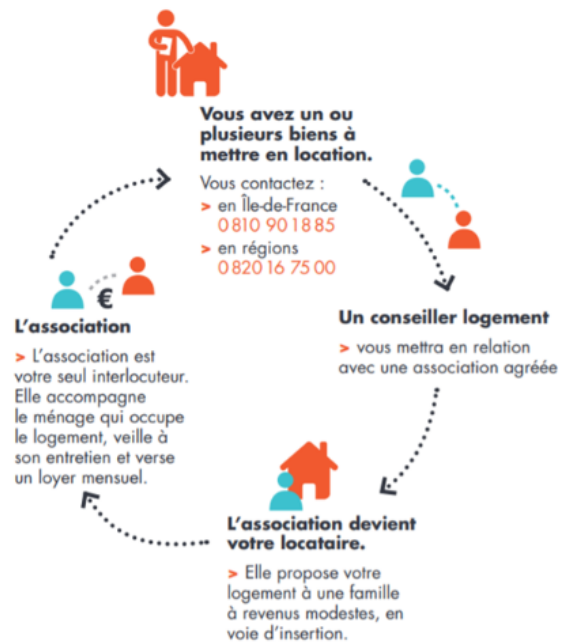 Vous avez un ou
plusieurs biens à
mettre en location.
Vous contactez :
> en Île-de-France
0 810 90 18 85
> en régions
0 820 16 75 00
Un conseiller logement
> vous mettra en relation
avec une association agréée
L'association devient
votre locataire.
> Elle propose votre
logement à une famille
à revenus modestes, en
voie d'insertion.
€
L'association
> L'association est
votre seul interlocuteur.
Elle accompagne
le ménage qui occupe
le logement, veille à
son entretien et verse
un loyer mensuel.